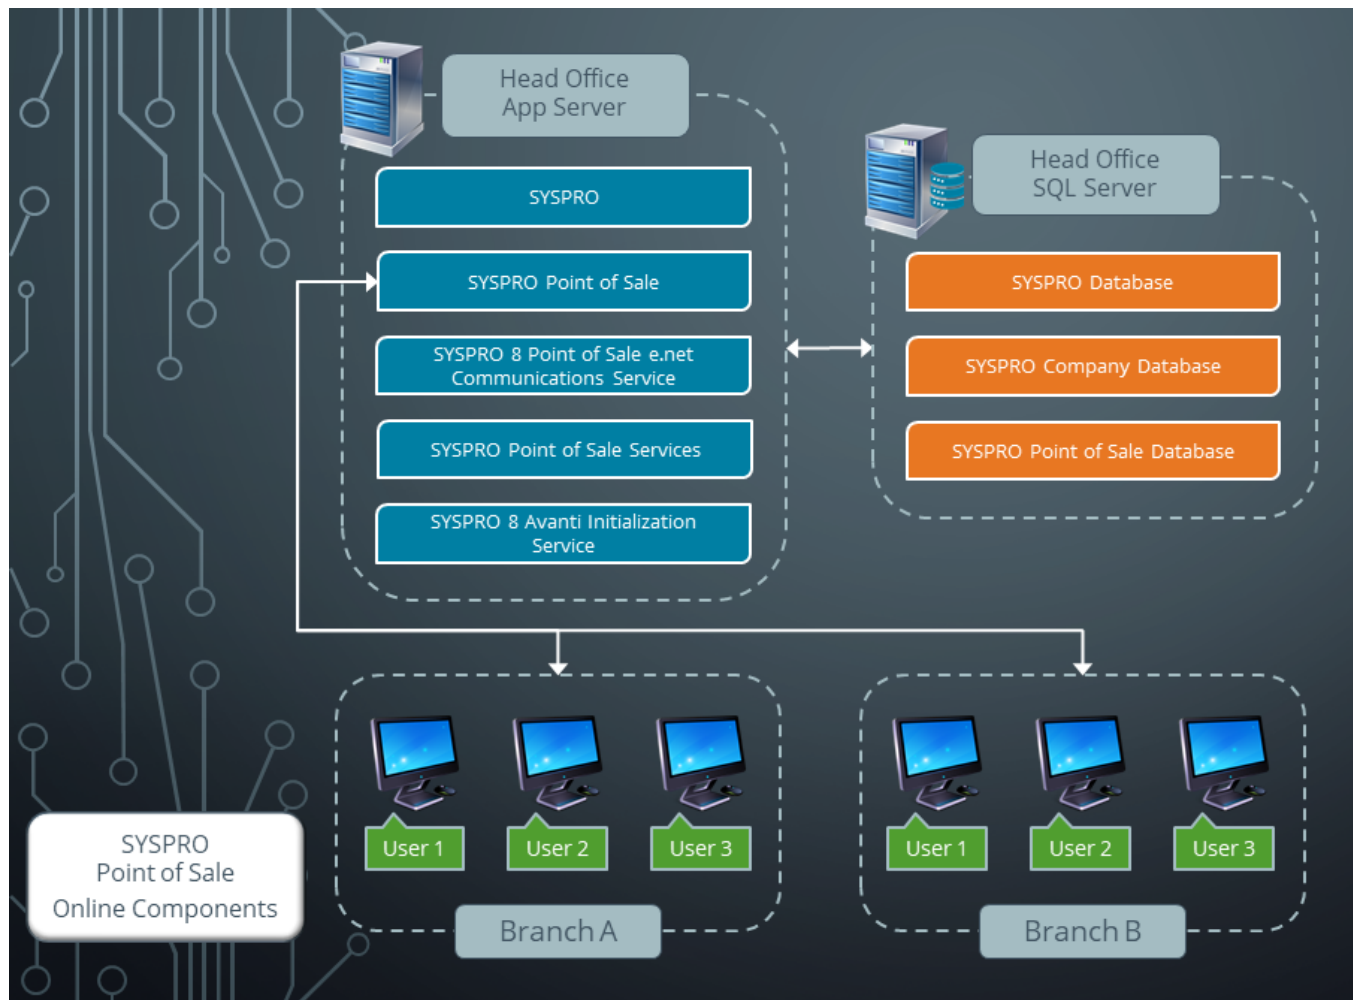 Head Office
App Server
SYSPRO
SYSPRO Point of Sale
SYSPRO 8 Point of Sale e.net
Communications Service
SYSPRO Point of Sale Services
SYSPRO 8 Avanti Initialization
Service
Head Office
SQL Server
SYSPRO Database
SYSPRO Company Database
SYSPRO Point of Sale Database
User 1
User 2
User 3
Branch A
User 1
User 2
User 3
Branch B
SYSPRO
Point of Sale
Online Components